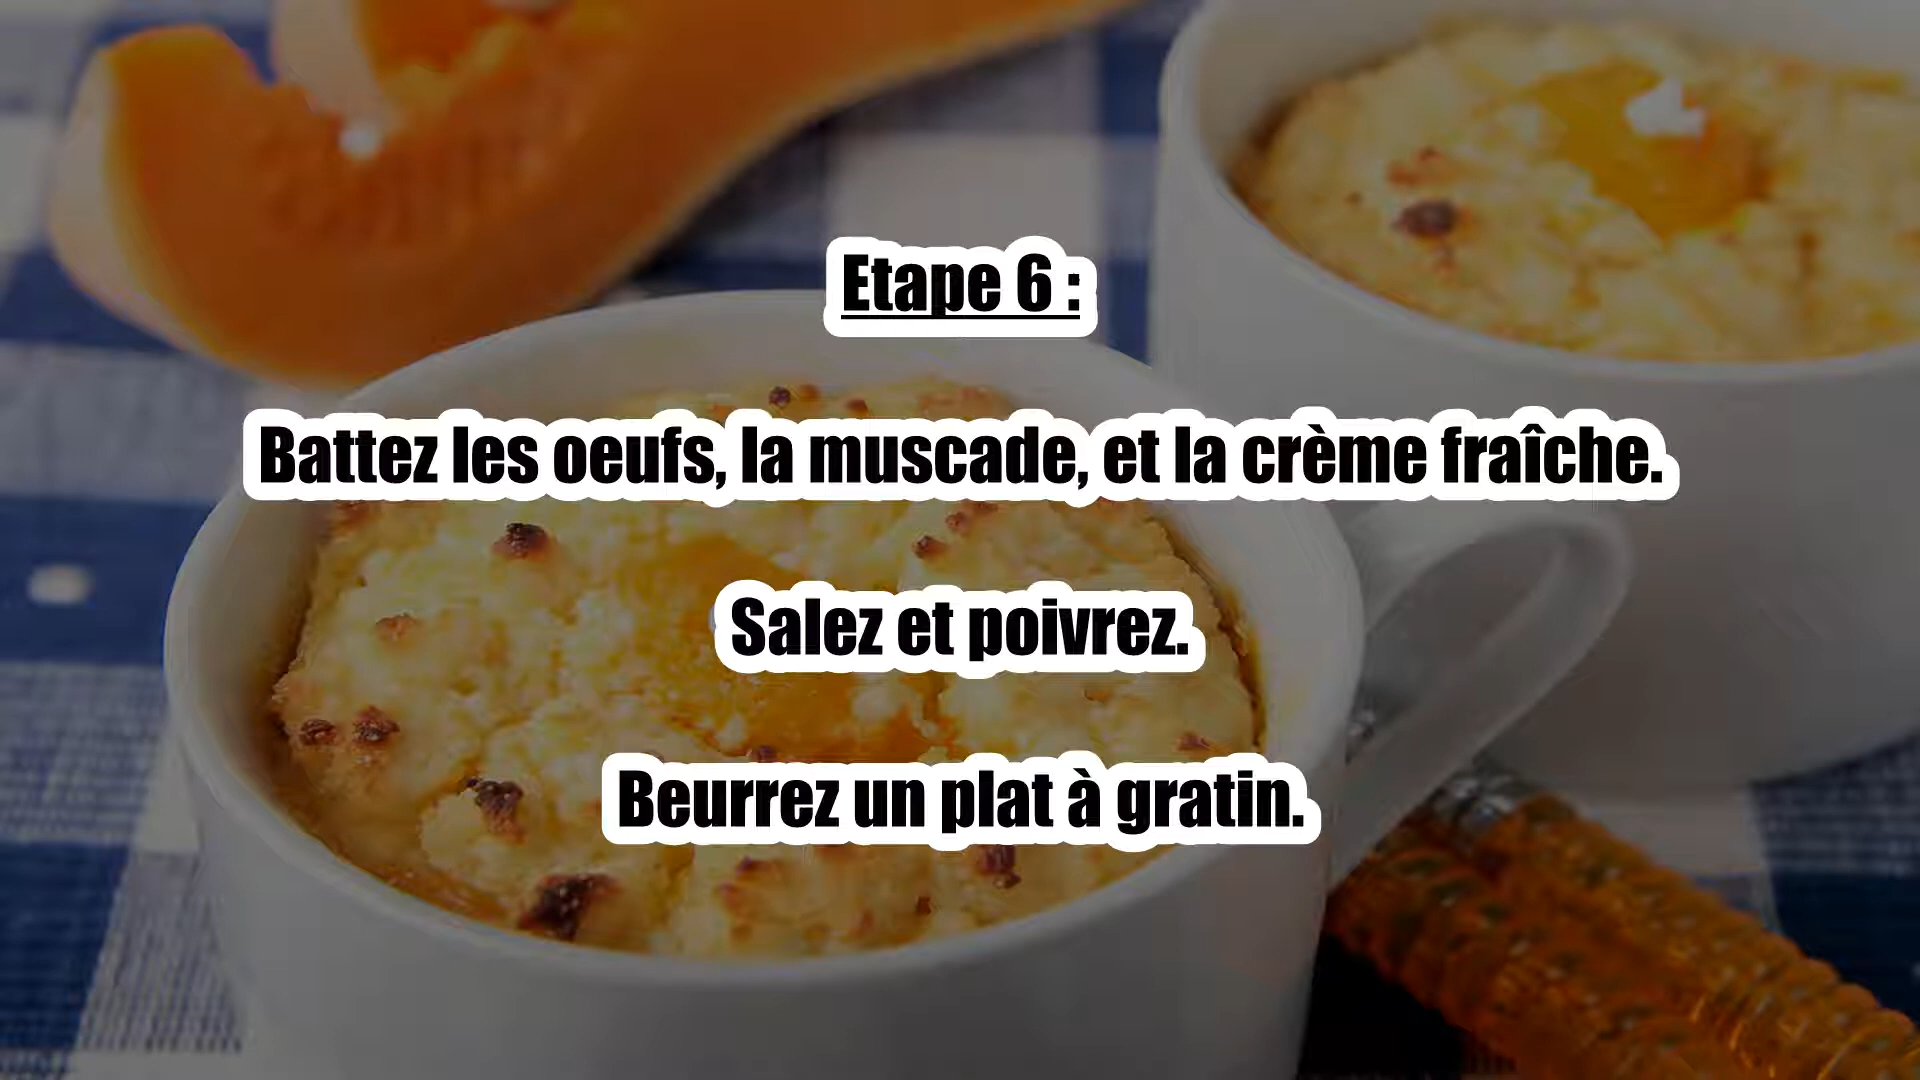 Etape 6 :
Battez les oeufs, la muscade, et la crème fraîche.
Salez et poivrez.
Beurrez un plat à gratin.